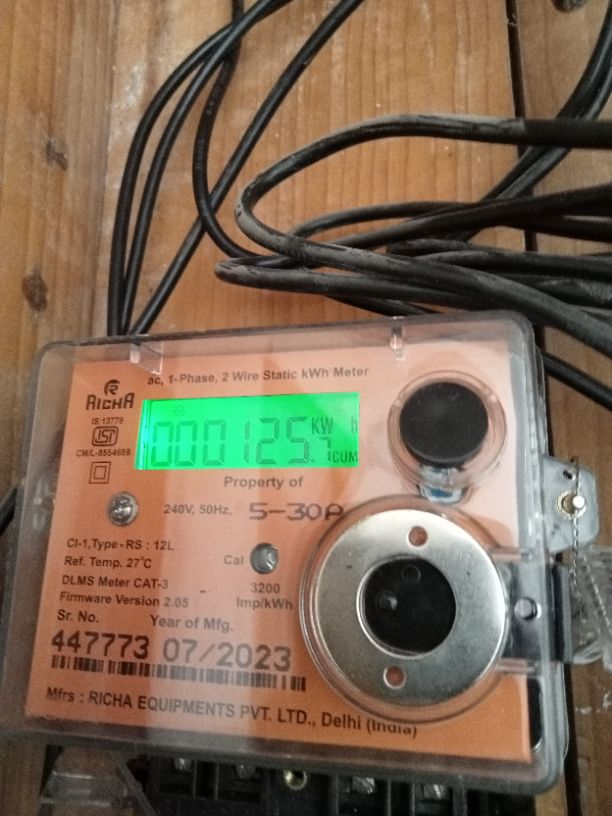 ac, 1-Phase, 2 Wire Static kWh Meter
RICHA
IS:13779
ISI
CM/L-8554689
000125.7 KW h
CUM
Property of
240V, 50Hz, 5-30A
Cl-1,Type-RS : 12L
Ref. Temp. 27°C
Cal
DLMS Meter CAT-3 - 3200
Firmware Version 2.05 Imp/kWh
Sr. No. Year of Mfg.
447773 07/2023
Mfrs : RICHA EQUIPMENTS PVT. LTD., Delhi (India)